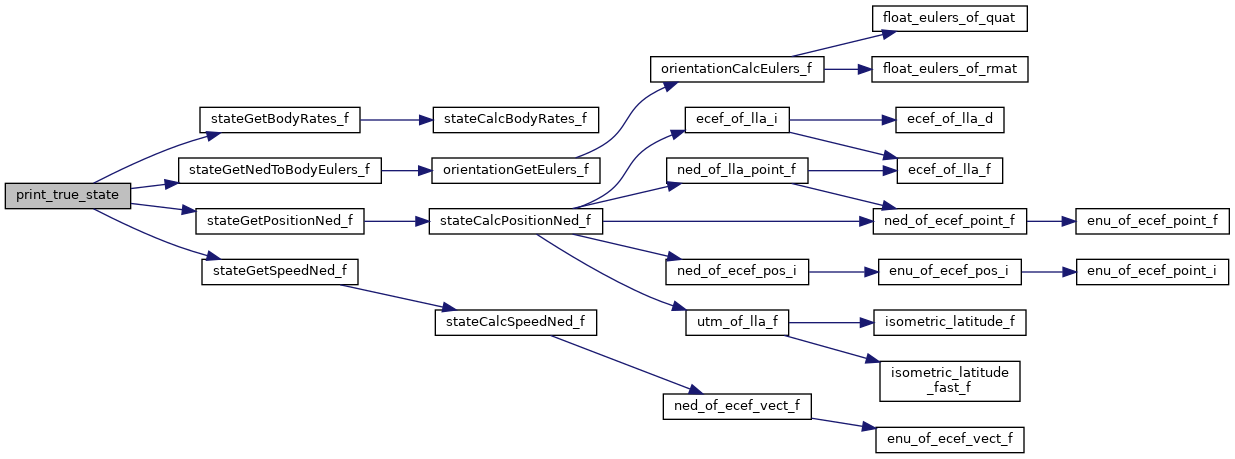 float_eulers_of_quat
orientationCalcEulers_f
float_eulers_of_rmat
stateGetBodyRates_f
stateCalcBodyRates_f
ecef_of_lla_i
ecef_of_lla_d
stateGetNedToBodyEulers_f
orientationGetEulers_f
ned_of_lla_point_f
ecef_of_lla_f
print_true_state
stateGetPositionNed_f
stateCalcPositionNed_f
ned_of_ecef_point_f
enu_of_ecef_point_f
stateGetSpeedNed_f
ned_of_ecef_pos_i
enu_of_ecef_pos_i
enu_of_ecef_point_i
stateCalcSpeedNed_f
utm_of_lla_f
isometric_latitude_f
isometric_latitude
_fast_f
ned_of_ecef_vect_f
enu_of_ecef_vect_f